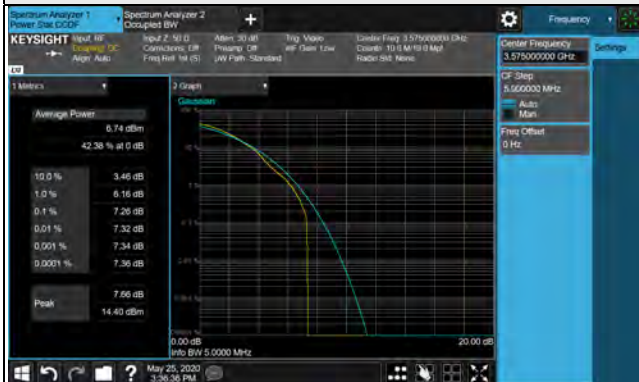 Spectrum Analyzer 1
Power Stat CCDF
Spectrum Analyzer 2
Occupied BW
+
Frequency
KEYSIGHT
Input: RF
Coupling: DC
Align: Auto
Input Z: 50 Ω
Corrections: Off
Freq Ref: Int (S)
Atten: 30 dB
Preamp: Off
µW Path: Standard
Trig: Video
#IF Gain: Low
Center Freq: 3.575000000 GHz
Counts: 10.0 M/10.0 Mpt
Radio Std: None
Center Frequency
3.575000000 GHz
Settings
CF Step
5.000000 MHz
Auto
Man
Freq Offset
0 Hz
1 Metrics
2 Graph
Gaussian
Average Power
6.74 dBm
42.38 % at 0 dB
10.0 % 3.46 dB
1.0 % 6.16 dB
0.1 % 7.26 dB
0.01 % 7.32 dB
0.001 % 7.34 dB
0.0001 % 7.36 dB
Peak
7.66 dB
14.40 dBm
0.00 dB
20.00 dB
Info BW 5.0000 MHz
?
May 25, 2020
3:36:36 PM